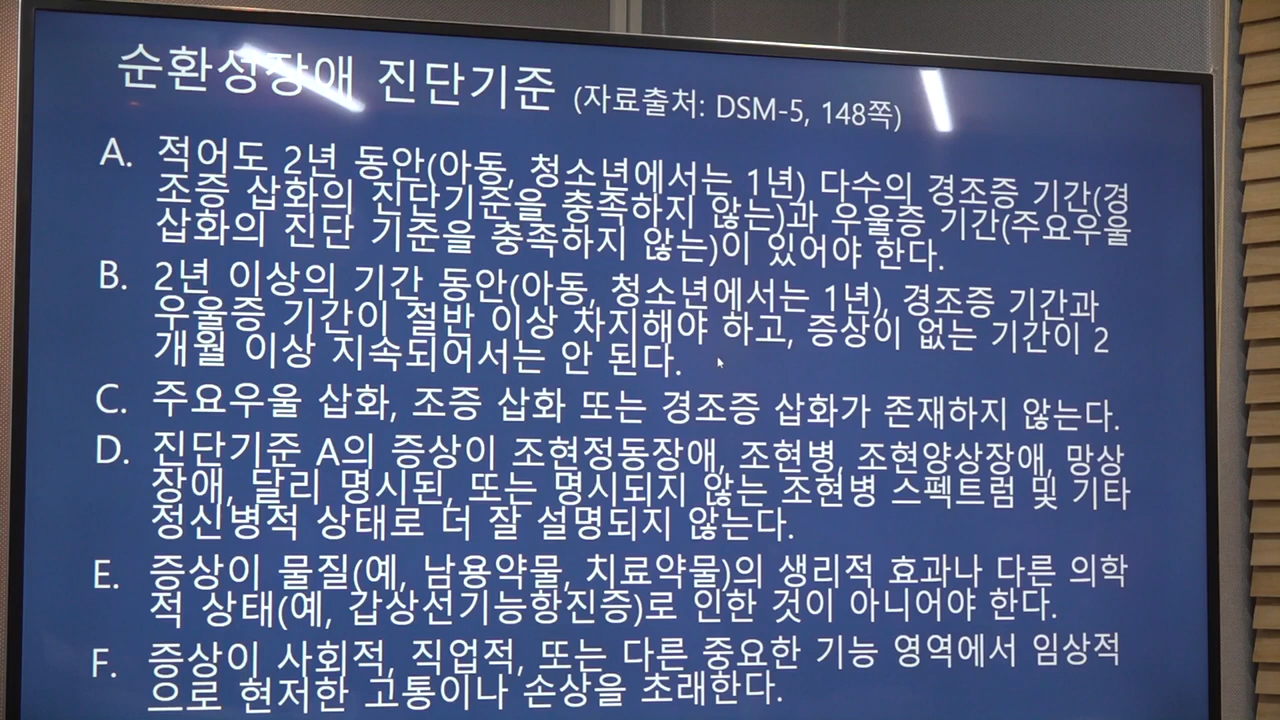 순환성장애 진단기준 (자료출처: DSM-5, 148쪽)
A. 적어도 2년 동안(아동, 청소년에서는 1년) 다수의 경조증 기간(경
조증 삽화의 진단기준을 충족하지 않는)과 우울증 기간(주요우울
삽화의 진단 기준을 충족하지 않는)이 있어야 한다.
B. 2년 이상의 기간 동안(아동, 청소년에서는 1년), 경조증 기간과
우울증 기간이 절반 이상 차지해야 하고, 증상이 없는 기간이 2
개월 이상 지속되어서는 안 된다.
C. 주요우울 삽화, 조증 삽화 또는 경조증 삽화가 존재하지 않는다.
D. 진단기준 A의 증상이 조현정동장애, 조현병, 조현양상장애, 망상
장애, 달리 명시된, 또는 명시되지 않는 조현병 스펙트럼 및 기타
정신병적 상태로 더 잘 설명되지 않는다.
E. 증상이 물질(예, 남용약물, 치료약물)의 생리적 효과나 다른 의학
적 상태(예, 갑상선기능항진증)로 인한 것이 아니어야 한다.
F. 증상이 사회적, 직업적, 또는 다른 중요한 기능 영역에서 임상적
으로 현저한 고통이나 손상을 초래한다.